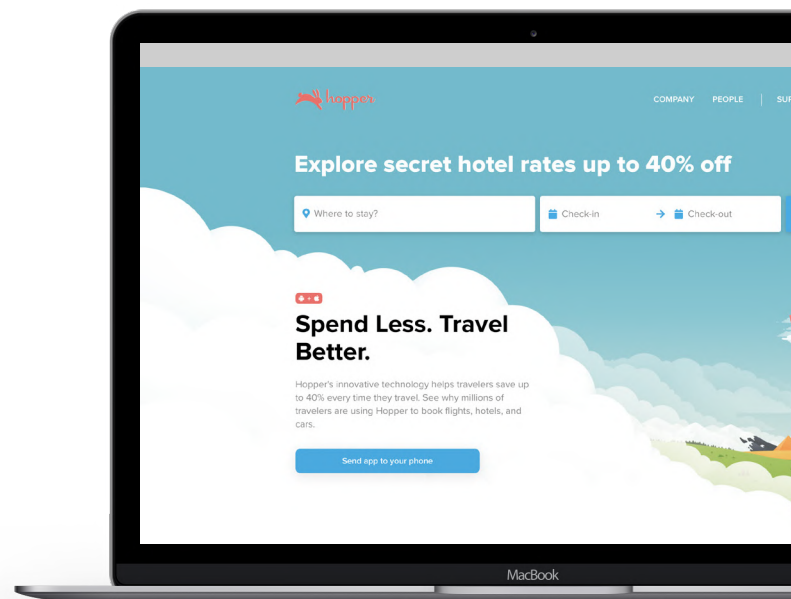 hopper
COMPANY PEOPLE
Explore secret hotel rates up to 40% off
Where to stay? Check-in Check-out
Spend Less. Travel
Better.
Hopper's innovative technology helps travelers save up
to 40% every time they travel. See why millions of
travelers are using Hopper to book flights, hotels, and
cars.
Send app to your phone
MacBook